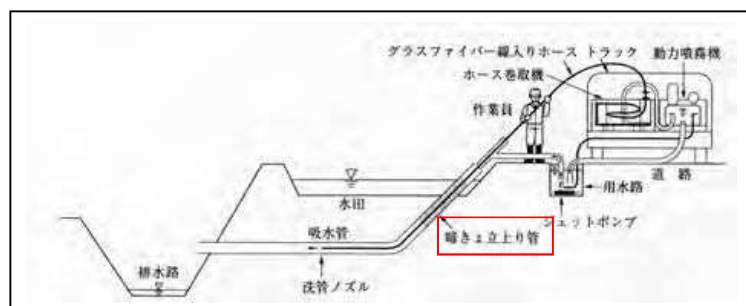 グラスファイバー線入りホース トラック 動力噴霧機
ホース巻取機
作業員
道路
用水路
ジェットポンプ
水田
吸水管
暗きょ立上り管
排水路
洗管ノズル